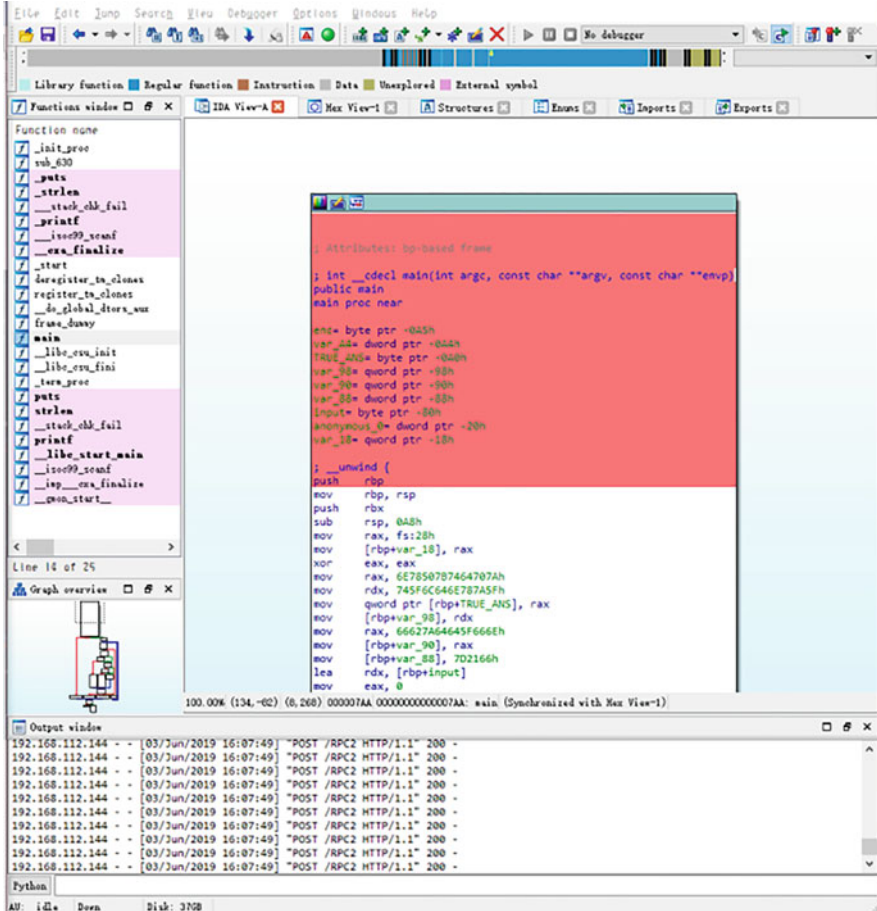 File Edit Jump Search View Debugger Options Windows Help
No debugger
Library function Regular function Instruction Data Unexplored External symbol
Functions window
IDA View-A Hex View-1 Structures Enums Imports Exports
Function name
_init_proc
sub_630
_puts
_strlen
___stack_chk_fail
_printf
___isoc99_scanf
__cxa_finalize
_start
deregister_tm_clones
register_tm_clones
__do_global_dtors_aux
frame_dummy
main
__libc_csu_init
__libc_csu_fini
_term_proc
puts
strlen
__stack_chk_fail
printf
__libc_start_main
__isoc99_scanf
__imp___cxa_finalize
__gmon_start__
Line 14 of 25
Graph overview
; Attributes: bp-based frame
; int __cdecl main(int argc, const char **argv, const char **envp)
public main
main proc near
end= byte ptr -0A5h
var_A4= dword ptr -0A4h
TRUE_ANS= byte ptr -0A0h
var_98= qword ptr -98h
var_90= qword ptr -90h
var_88= dword ptr -88h
input= byte ptr -80h
anonymous_0= dword ptr -20h
var_18= qword ptr -18h
; __unwind {
push rbp
mov rbp, rsp
push rbx
sub rsp, 0A8h
mov rax, fs:28h
mov [rbp+var_18], rax
xor eax, eax
mov rax, 6E78507B7464707Ah
mov rdx, 745F6C646E787A5Fh
mov qword ptr [rbp+TRUE_ANS], rax
mov [rbp+var_98], rdx
mov rax, 66627A64645F666Eh
mov [rbp+var_90], rax
mov [rbp+var_88], 7D2166h
lea rdx, [rbp+input]
mov eax, 0
100.00% (134,-62) (8,268) 000007AA 00000000000007AA: main (Synchronized with Hex View-1)
Output window
192.168.112.144 - - [03/Jun/2019 16:07:49] "POST /RPC2 HTTP/1.1" 200 -
192.168.112.144 - - [03/Jun/2019 16:07:49] "POST /RPC2 HTTP/1.1" 200 -
192.168.112.144 - - [03/Jun/2019 16:07:49] "POST /RPC2 HTTP/1.1" 200 -
192.168.112.144 - - [03/Jun/2019 16:07:49] "POST /RPC2 HTTP/1.1" 200 -
192.168.112.144 - - [03/Jun/2019 16:07:49] "POST /RPC2 HTTP/1.1" 200 -
192.168.112.144 - - [03/Jun/2019 16:07:49] "POST /RPC2 HTTP/1.1" 200 -
192.168.112.144 - - [03/Jun/2019 16:07:49] "POST /RPC2 HTTP/1.1" 200 -
192.168.112.144 - - [03/Jun/2019 16:07:49] "POST /RPC2 HTTP/1.1" 200 -
192.168.112.144 - - [03/Jun/2019 16:07:49] "POST /RPC2 HTTP/1.1" 200 -
Python
AU: idle Down Disk: 37GB